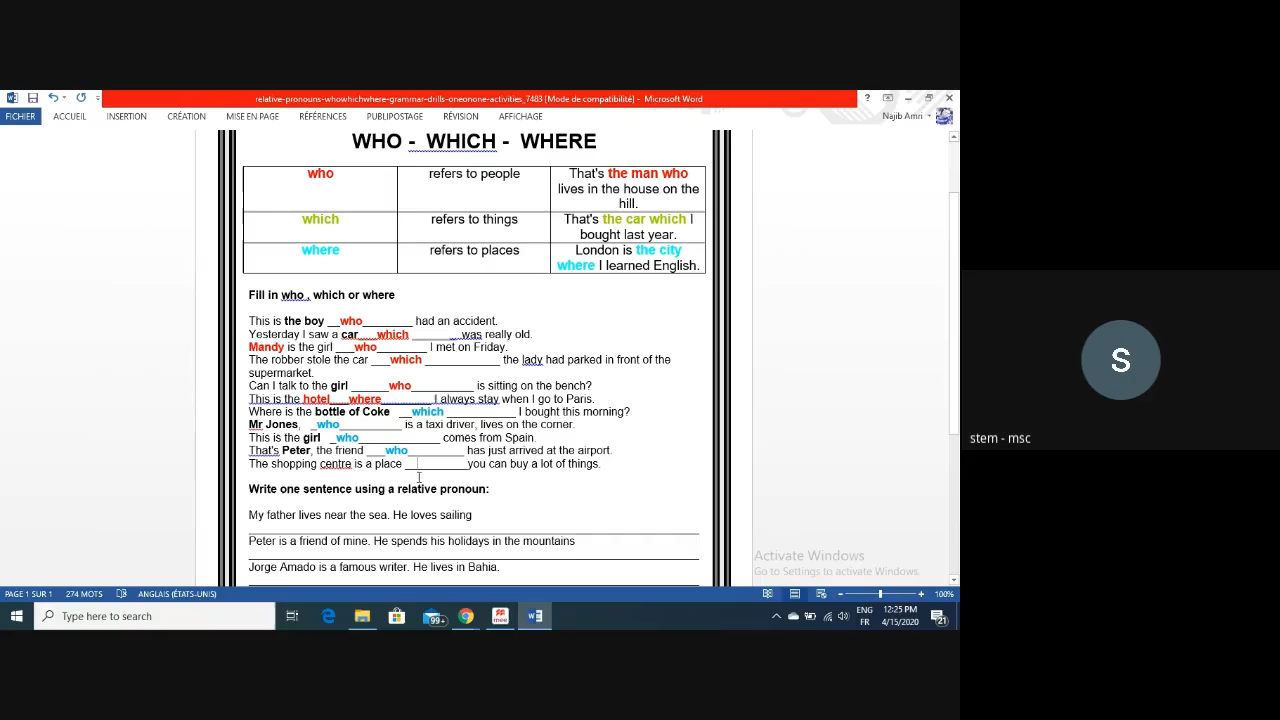 relative-pronouns-whowhichwhere-grammar-drills-oneonone-activities_7483 [Mode de compatibilité] - Microsoft Word
FICHIER ACCUEIL INSERTION CRÉATION MISE EN PAGE RÉFÉRENCES PUBLIPOSTAGE RÉVISION AFFICHAGE Najib Amri
WHO - WHICH - WHERE
who refers to people That's the man who
lives in the house on the
hill.
which refers to things That's the car which I
bought last year.
where refers to places London is the city
where I learned English.
Fill in who , which or where
This is the boy __who________ had an accident.
Yesterday I saw a car___which _________was really old.
Mandy is the girl ___who________ I met on Friday.
The robber stole the car ___which ____________ the lady had parked in front of the
supermarket.
Can I talk to the girl ______who__________ is sitting on the bench?
This is the hotel___where________ I always stay when I go to Paris.
Where is the bottle of Coke __which ___________ I bought this morning?
Mr Jones, _who__________ is a taxi driver, lives on the corner.
This is the girl _who_____________ comes from Spain.
That's Peter, the friend ___who_________ has just arrived at the airport.
The shopping centre is a place __________you can buy a lot of things.
Write one sentence using a relative pronoun:
My father lives near the sea. He loves sailing
Peter is a friend of mine. He spends his holidays in the mountains
Jorge Amado is a famous writer. He lives in Bahia.
Activate Windows
Go to Settings to activate Windows.
PAGE 1 SUR 1 274 MOTS ANGLAIS (ÉTATS-UNIS) 100%
Type here to search 99+ ENG 12:25 PM
FR 4/15/2020 21
S
stem - msc